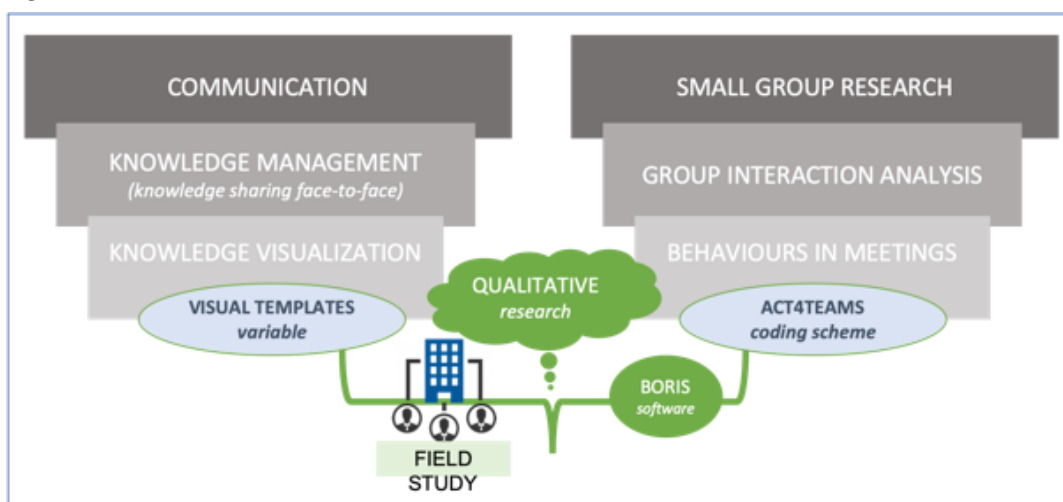 COMMUNICATION
KNOWLEDGE MANAGEMENT
(knowledge sharing face-to-face)
KNOWLEDGE VISUALIZATION
VISUAL TEMPLATES
variable
SMALL GROUP RESEARCH
GROUP INTERACTION ANALYSIS
BEHAVIOURS IN MEETINGS
ACT4TEAMS
coding scheme
QUALITATIVE
research
BORIS
software
FIELD
STUDY